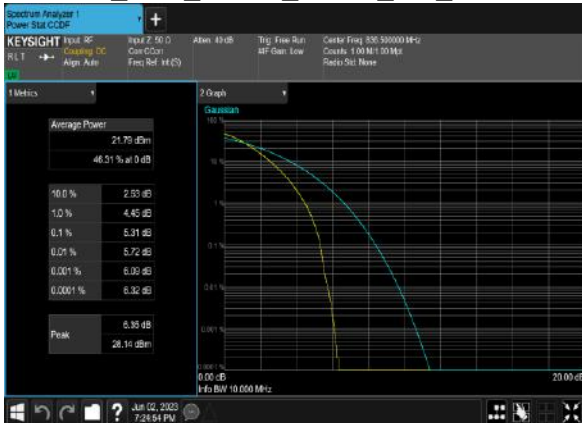 Spectrum Analyzer 1
Power Stat CCDF
KEYSIGHT
Input: RF
Coupling: DC
Align: Auto
Input Z: 50 Ω
Corr CCorr
Freq Ref: Int (S)
Atten: 40 dB
Trig: Free Run
#IF Gain: Low
Center Freq: 836.500000 MHz
Counts: 1.00 M/1.00 Mpt
Radio Std: None
RLT
1 Metrics
2 Graph
Average Power
21.79 dBm
46.31 % at 0 dB
10.0 % 2.53 dB
1.0 % 4.45 dB
0.1 % 5.31 dB
0.01 % 5.72 dB
0.001 % 6.09 dB
0.0001 % 6.32 dB
Peak
6.35 dB
28.14 dBm
Gaussian
100 %
10 %
1 %
0.1 %
0.01 %
0.001 %
0.0001 %
0.00 dB
20.00 dB
Info BW 10.000 MHz
Jun 02, 2023
7:24:54 PM